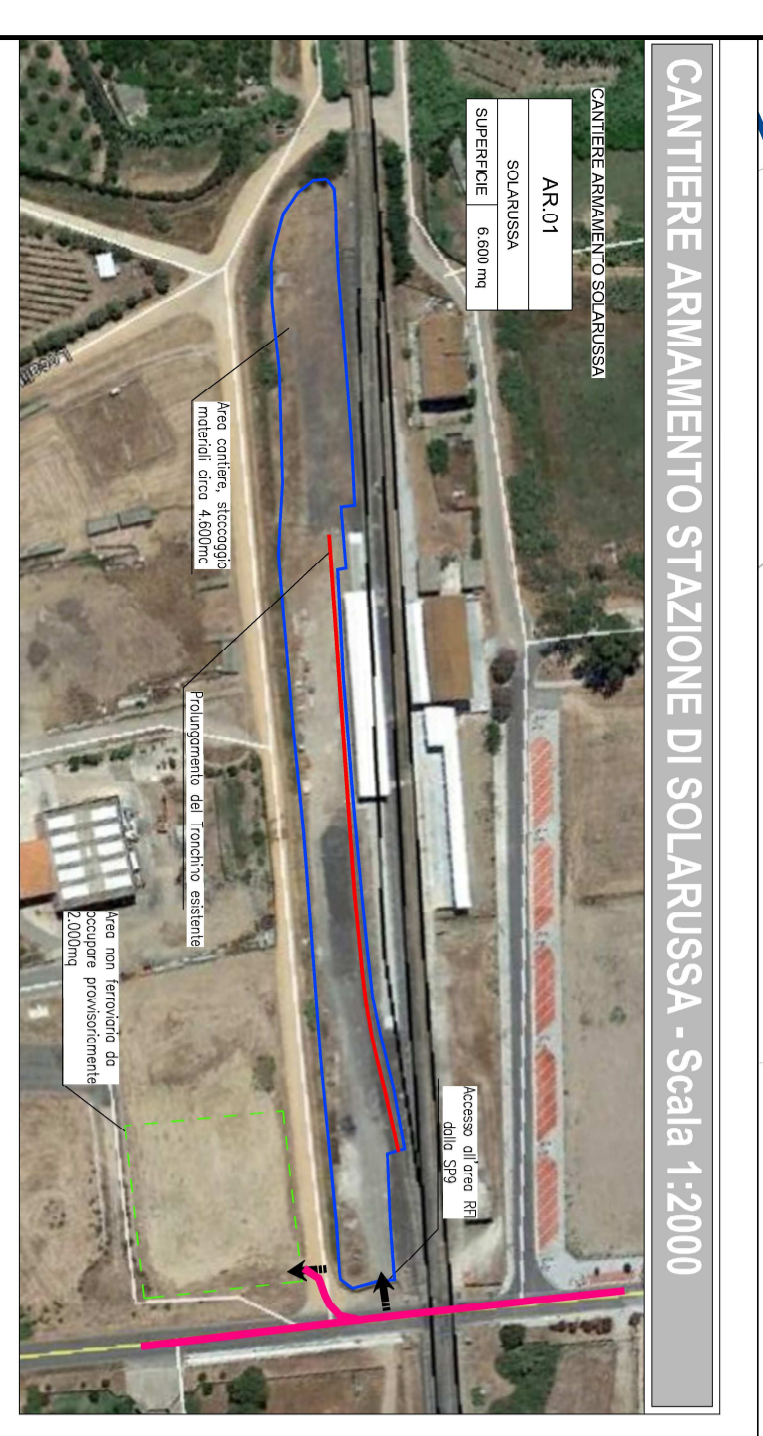 CANTIERE ARMAMENTO STAZIONE DI SOLARUSSA - Scala 1:2000
CANTIERE ARMAMENTO SOLARUSSA
AR.01
SOLARUSSA
SUPERFICIE 6.600 mq
Area cantiere, stoccaggio
materiali circa 4.600mc
Prolungamento del Tronchino esistente
Accesso all'area RFI
dalla SP9
Area non ferroviaria da
occupare provvisoriamente
2.000mq